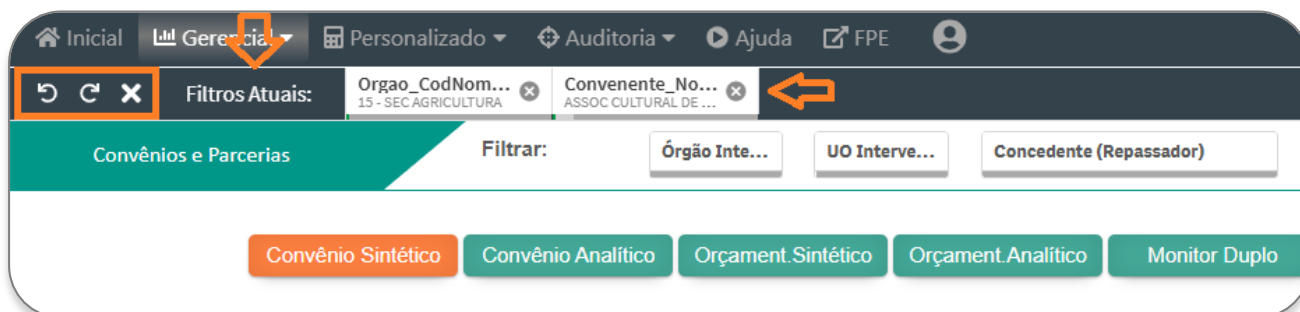 Inicial Gerencial Personalizado Auditoria Ajuda FPE
Filtros Atuais: Orgao_CodNom... Convenente_No...
15 - SEC AGRICULTURA ASSOC CULTURAL DE ...
Convênios e Parcerias Filtrar: Órgão Inte... UO Interve... Concedente (Repassador)
Convênio Sintético Convênio Analítico Orçament.Sintético Orçament.Analítico Monitor Duplo